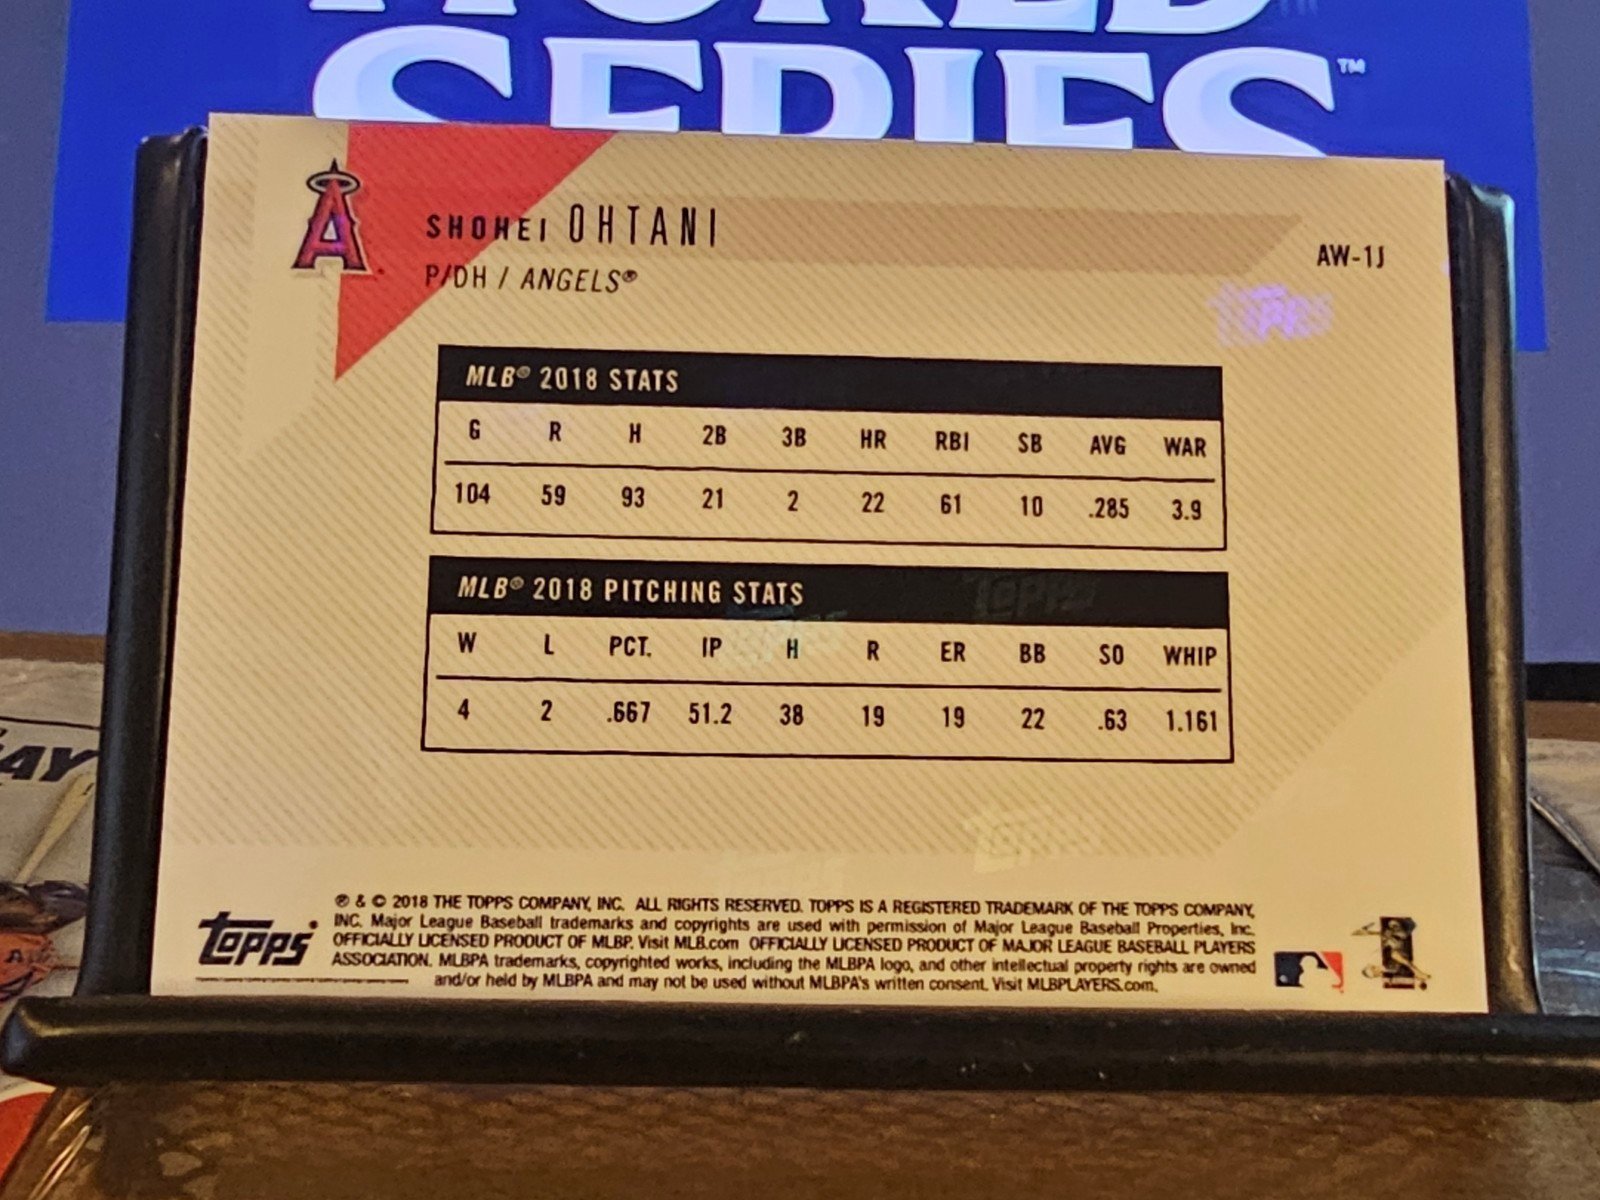 WORLD
SERIES™
SHOHEI OHTANI
P/DH / ANGELS®
AW-1J
Topps
MLB® 2018 STATS
G R H 2B 3B HR RBI SB AVG WAR
104 59 93 21 2 22 61 10 .285 3.9
MLB® 2018 PITCHING STATS
Topps
W L PCT. IP H R ER BB SO WHIP
4 2 .667 51.2 38 19 19 22 .63 1.161
Topps
AY
® & © 2018 THE TOPPS COMPANY, INC. ALL RIGHTS RESERVED. TOPPS IS A REGISTERED TRADEMARK OF THE TOPPS COMPANY,
INC. Major League Baseball trademarks and copyrights are used with permission of Major League Baseball Properties, Inc.
OFFICIALLY LICENSED PRODUCT OF MLBP. Visit MLB.com OFFICIALLY LICENSED PRODUCT OF MAJOR LEAGUE BASEBALL PLAYERS
ASSOCIATION. MLBPA trademarks, copyrighted works, including the MLBPA logo, and other intellectual property rights are owned
and/or held by MLBPA and may not be used without MLBPA's written consent. Visit MLBPLAYERS.com.
Topps